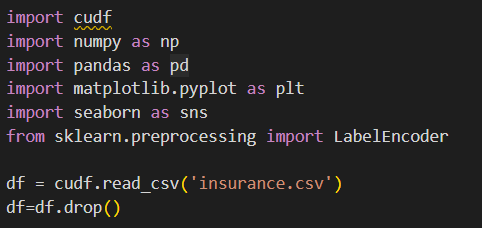 import cudf
import numpy as np
import pandas as pd
import matplotlib.pyplot as plt
import seaborn as sns
from sklearn.preprocessing import LabelEncoder
df = cudf.read_csv('insurance.csv')
df=df.drop()